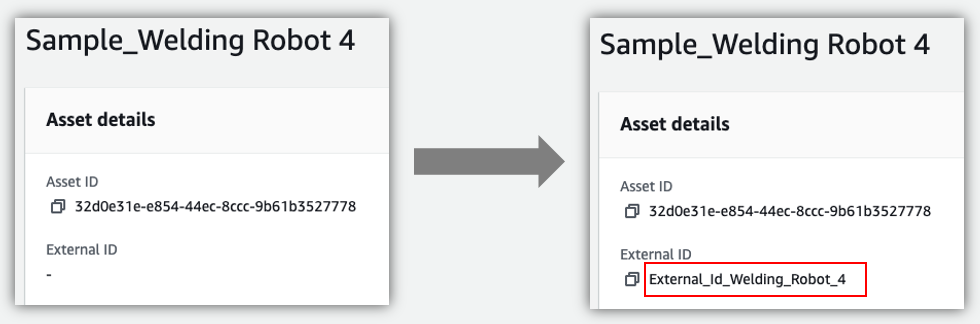 Sample_Welding Robot 4
Asset details
Asset ID
32d0e31e-e854-44ec-8ccc-9b61b3527778
External ID
-
Sample_Welding Robot 4
Asset details
Asset ID
32d0e31e-e854-44ec-8ccc-9b61b3527778
External ID
External_Id_Welding_Robot_4